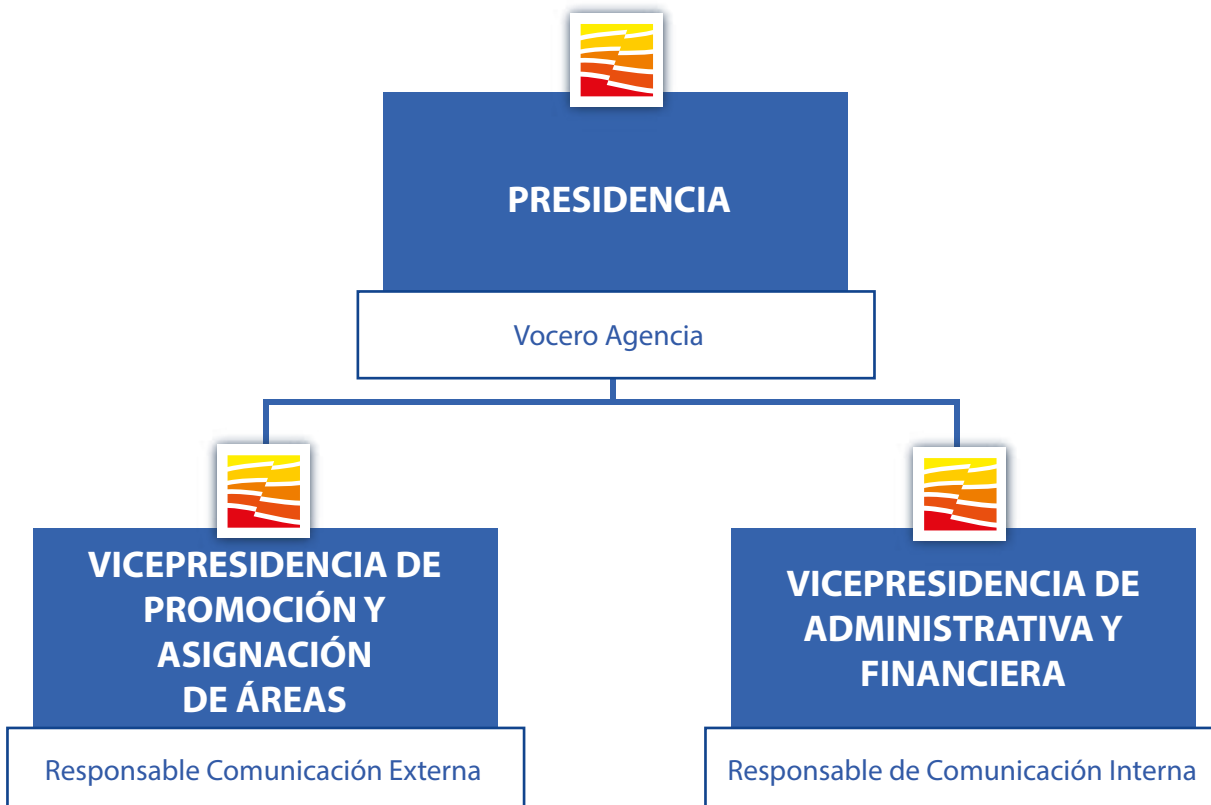 PRESIDENCIA
Vocero Agencia
VICEPRESIDENCIA DE
PROMOCIÓN Y
ASIGNACIÓN
DE ÁREAS
Responsable Comunicación Externa
VICEPRESIDENCIA DE
ADMINISTRATIVA Y
FINANCIERA
Responsable de Comunicación Interna